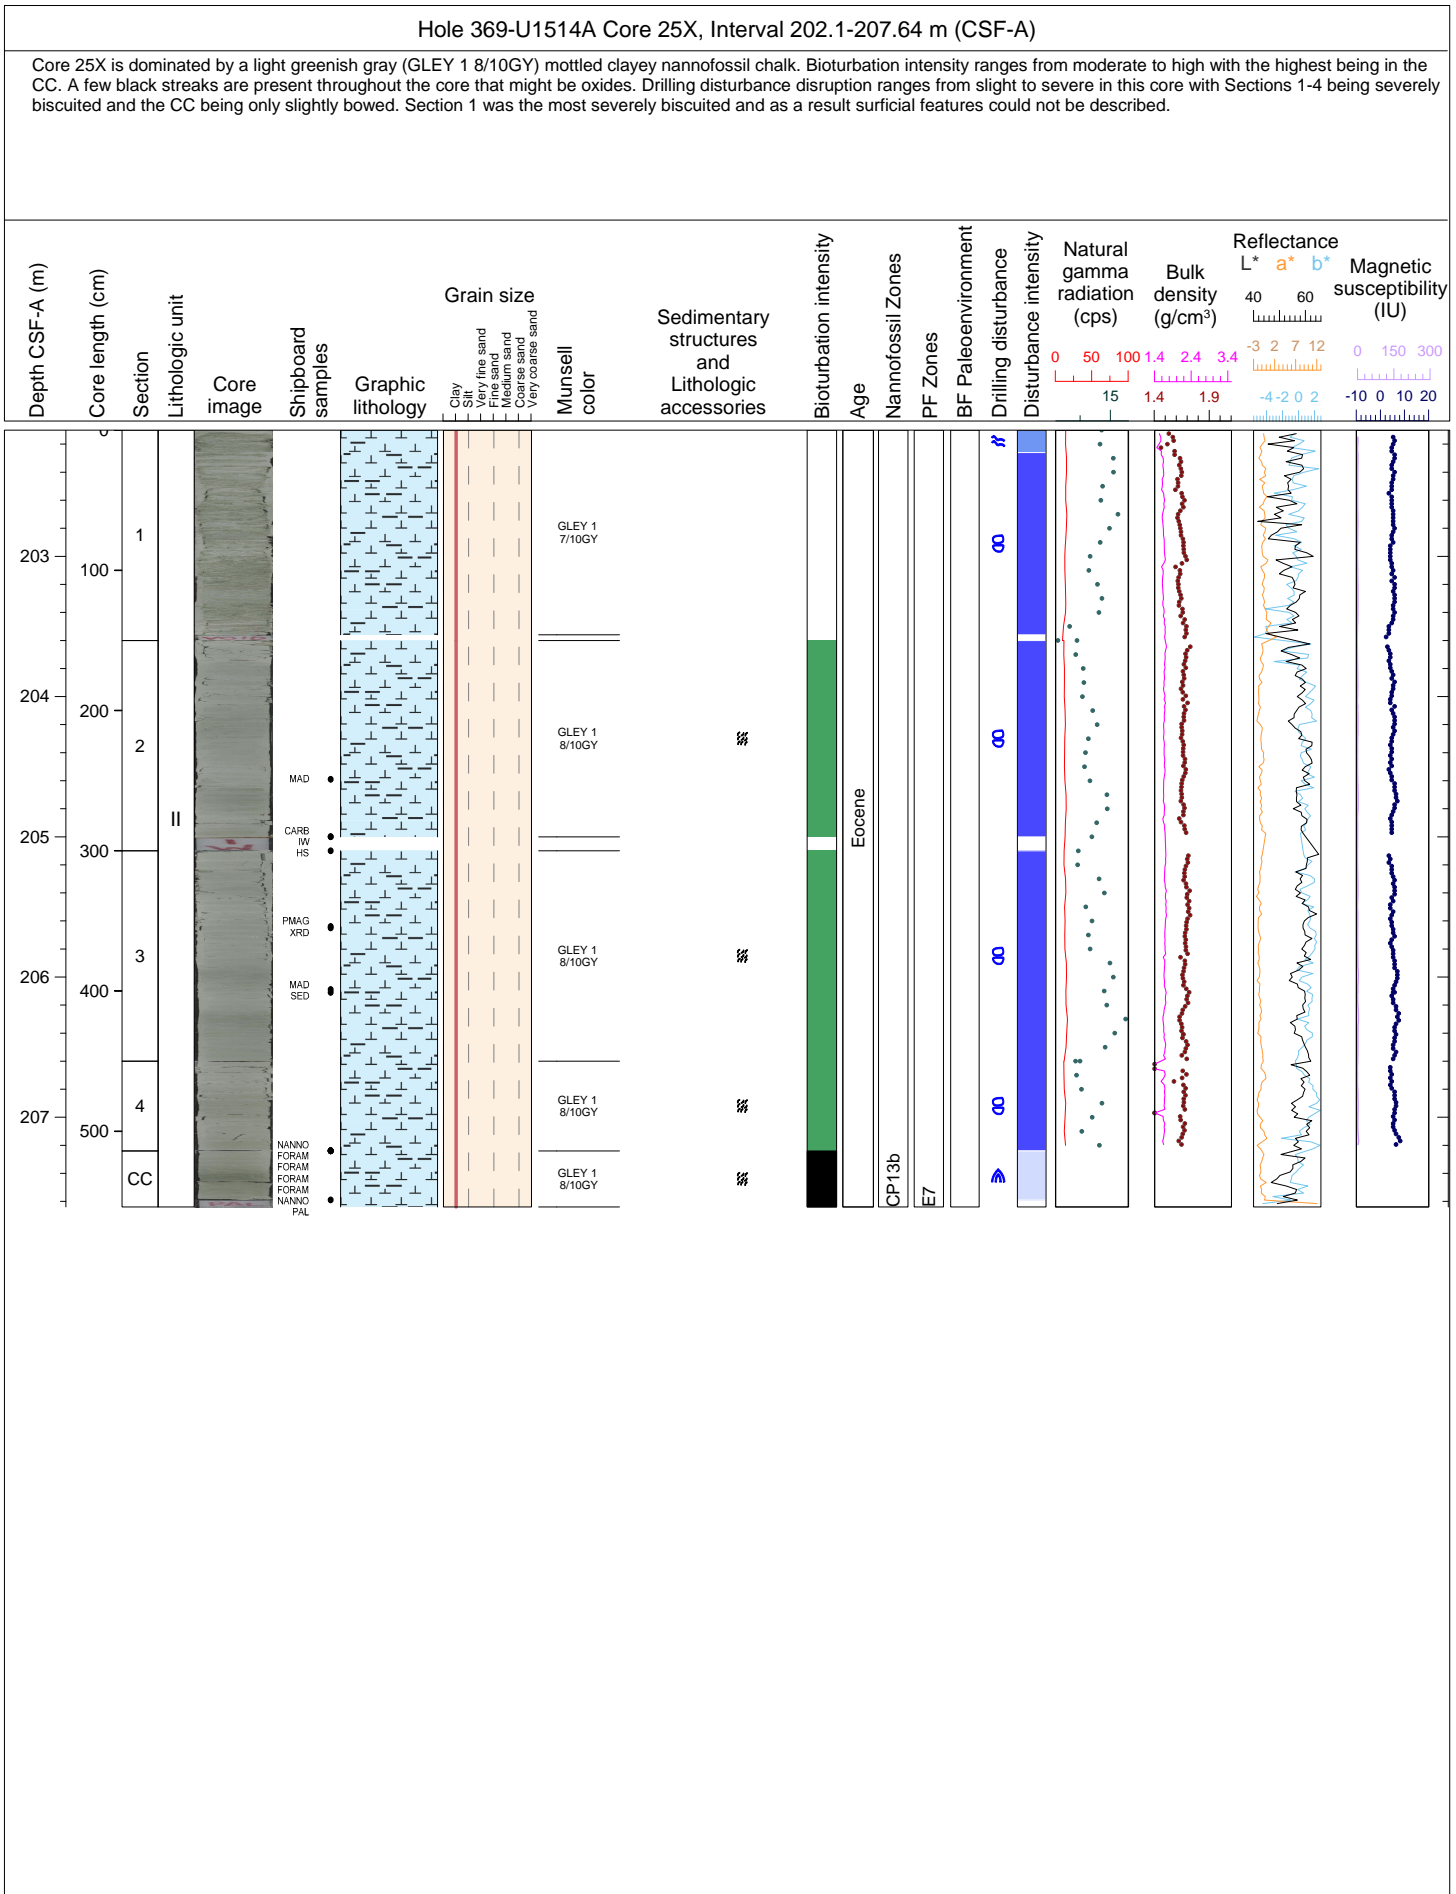 Hole 369-U1514A Core 25X, Interval 202.1-207.64 m (CSF-A)
Core 25X is dominated by a light greenish gray (GLEY 1 8/10GY) mottled clayey nannofossil chalk. Bioturbation intensity ranges from moderate to high with the highest being in the
CC. A few black streaks are present throughout the core that might be oxides. Drilling disturbance disruption ranges from slight to severe in this core with Sections 1-4 being severely
biscuited and the CC being only slightly bowed. Section 1 was the most severely biscuited and as a result surficial features could not be described.
Depth CSF-A (m)
Core length (cm)
Section
Lithologic unit
Core
image
Shipboard
samples
Graphic
lithology
Grain size
Clay
Silt
Very fine sand
Fine sand
Medium sand
Coarse sand
Very coarse sand
Munsell
color
Sedimentary
structures
and
Lithologic
accessories
Bioturbation intensity
Age
Nannofossil Zones
PF Zones
BF Paleoenvironment
Drilling disturbance
Disturbance intensity
Natural
gamma
radiation
(cps)
0 50 100
15
Bulk
density
(g/cm³)
1.4 2.4 3.4
1.4 1.9
Reflectance
L* a* b*
40 60
-3 2 7 12
-4 -2 0 2
Magnetic
susceptibility
(IU)
0 150 300
-10 0 10 20
203
204
205
206
207
0
100
200
300
400
500
1
2
3
4
CC
II
MAD
CARB
IW
HS
PMAG
XRD
MAD
SED
NANNO
FORAM
FORAM
FORAM
FORAM
NANNO
PAL
GLEY 1
7/10GY
GLEY 1
8/10GY
GLEY 1
8/10GY
GLEY 1
8/10GY
GLEY 1
8/10GY
Eocene
CP13b
E7